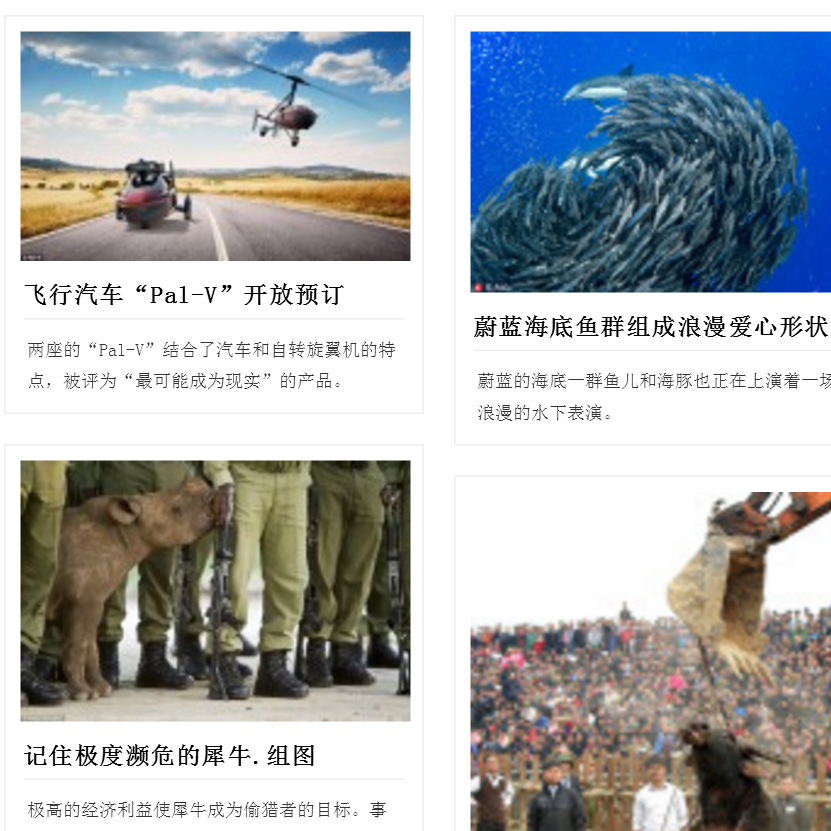 飞行汽车“Pal-V”开放预订
两座的“Pal-V”结合了汽车和自转旋翼机的特
点，被评为“最可能成为现实”的产品。
蔚蓝海底鱼群组成浪漫爱心形状
蔚蓝的海底一群鱼儿和海豚也正在上演着一场
浪漫的水下表演。
记住极度濒危的犀牛.组图
极高的经济利益使犀牛成为偷猎者的目标。事